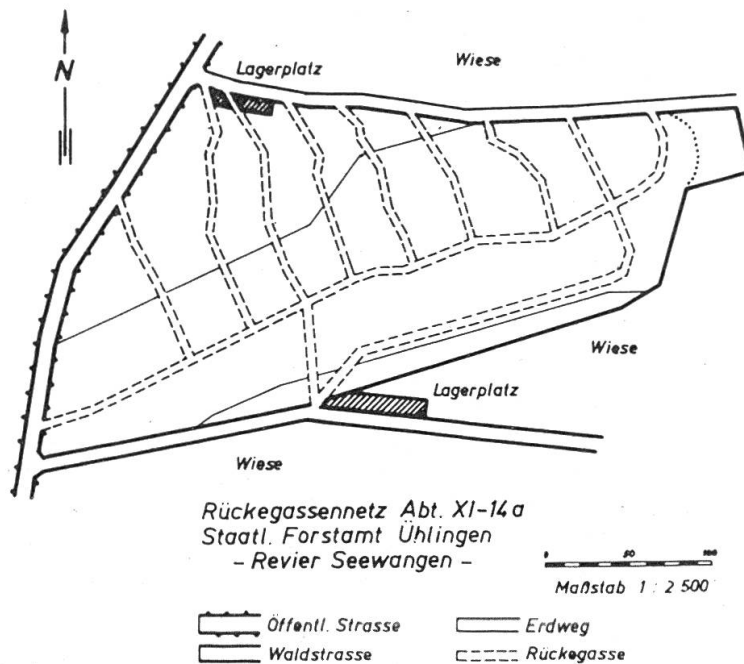 N
Lagerplatz
Wiese
Wiese
Lagerplatz
Wiese
Rückegassennetz Abt. XI-14a
Staatl. Forstamt Ühlingen
- Revier Seewangen -
0 50 100
Maßstab 1 : 2 500
Öffentl. Strasse
Erdweg
Waldstrasse
Rückegasse